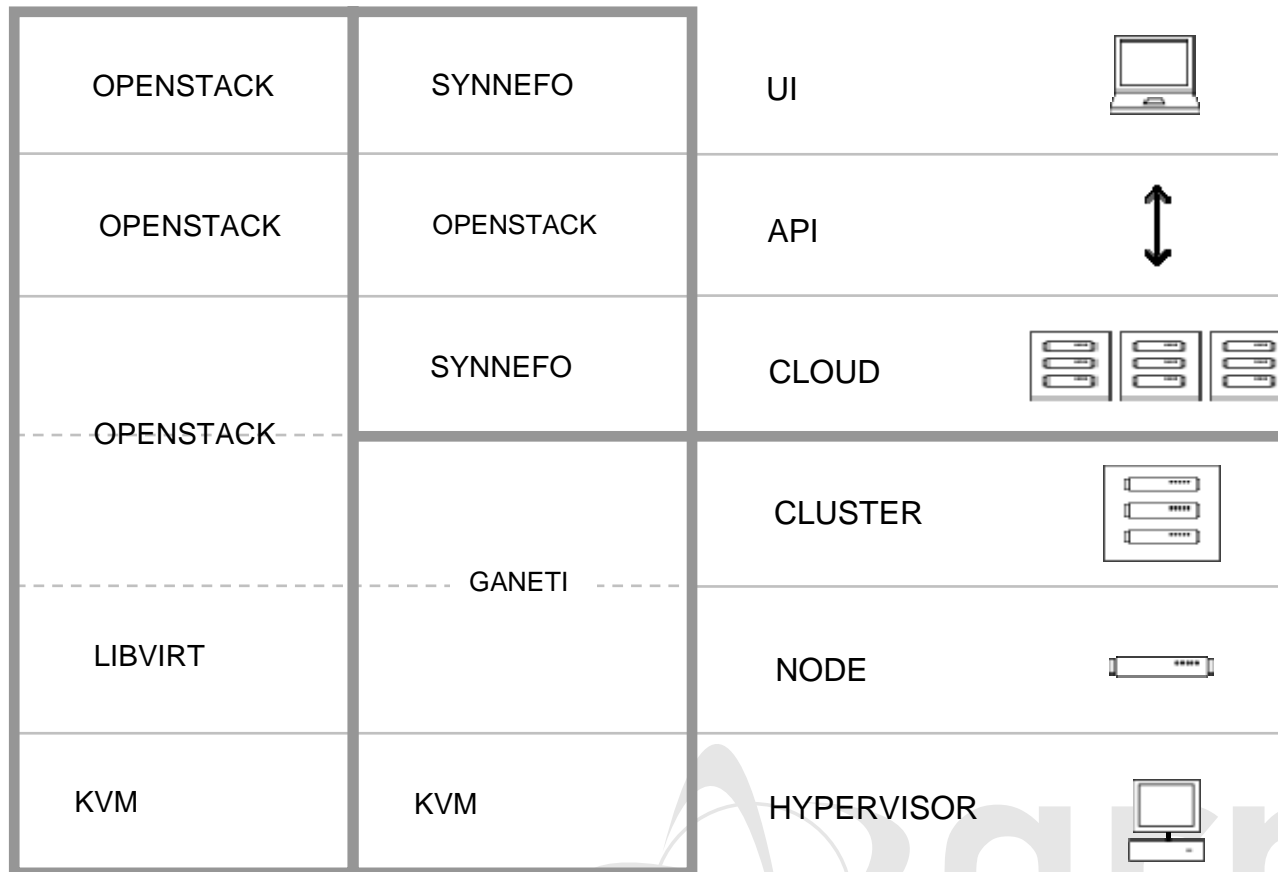 OPENSTACK SYNNEFO UI
OPENSTACK OPENSTACK API
SYNNEFO CLOUD
OPENSTACK
CLUSTER
GANETI
LIBVIRT NODE
KVM KVM HYPERVISOR